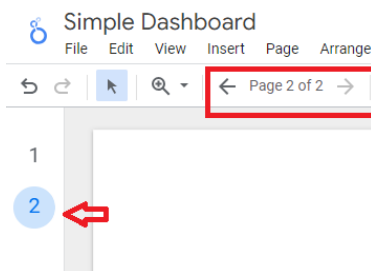 Simple Dashboard
File Edit View Insert Page Arrange
Page 2 of 2
1
2